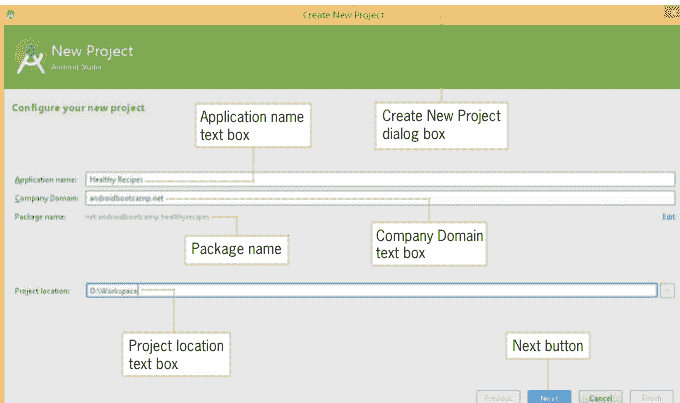 Create New Project
New Project
Android Studio
Configure your new project
Application name
text box
Create New Project
dialog box
Application name: Healthy Recipes
Company Domain: androidbootcamp.net
Package name: net.androidbootcamp.healthyrecipes
Edit
Package name
Company Domain
text box
Project location: D:\Workspace
Project location
text box
Next button
Previous
Next
Cancel
Finish